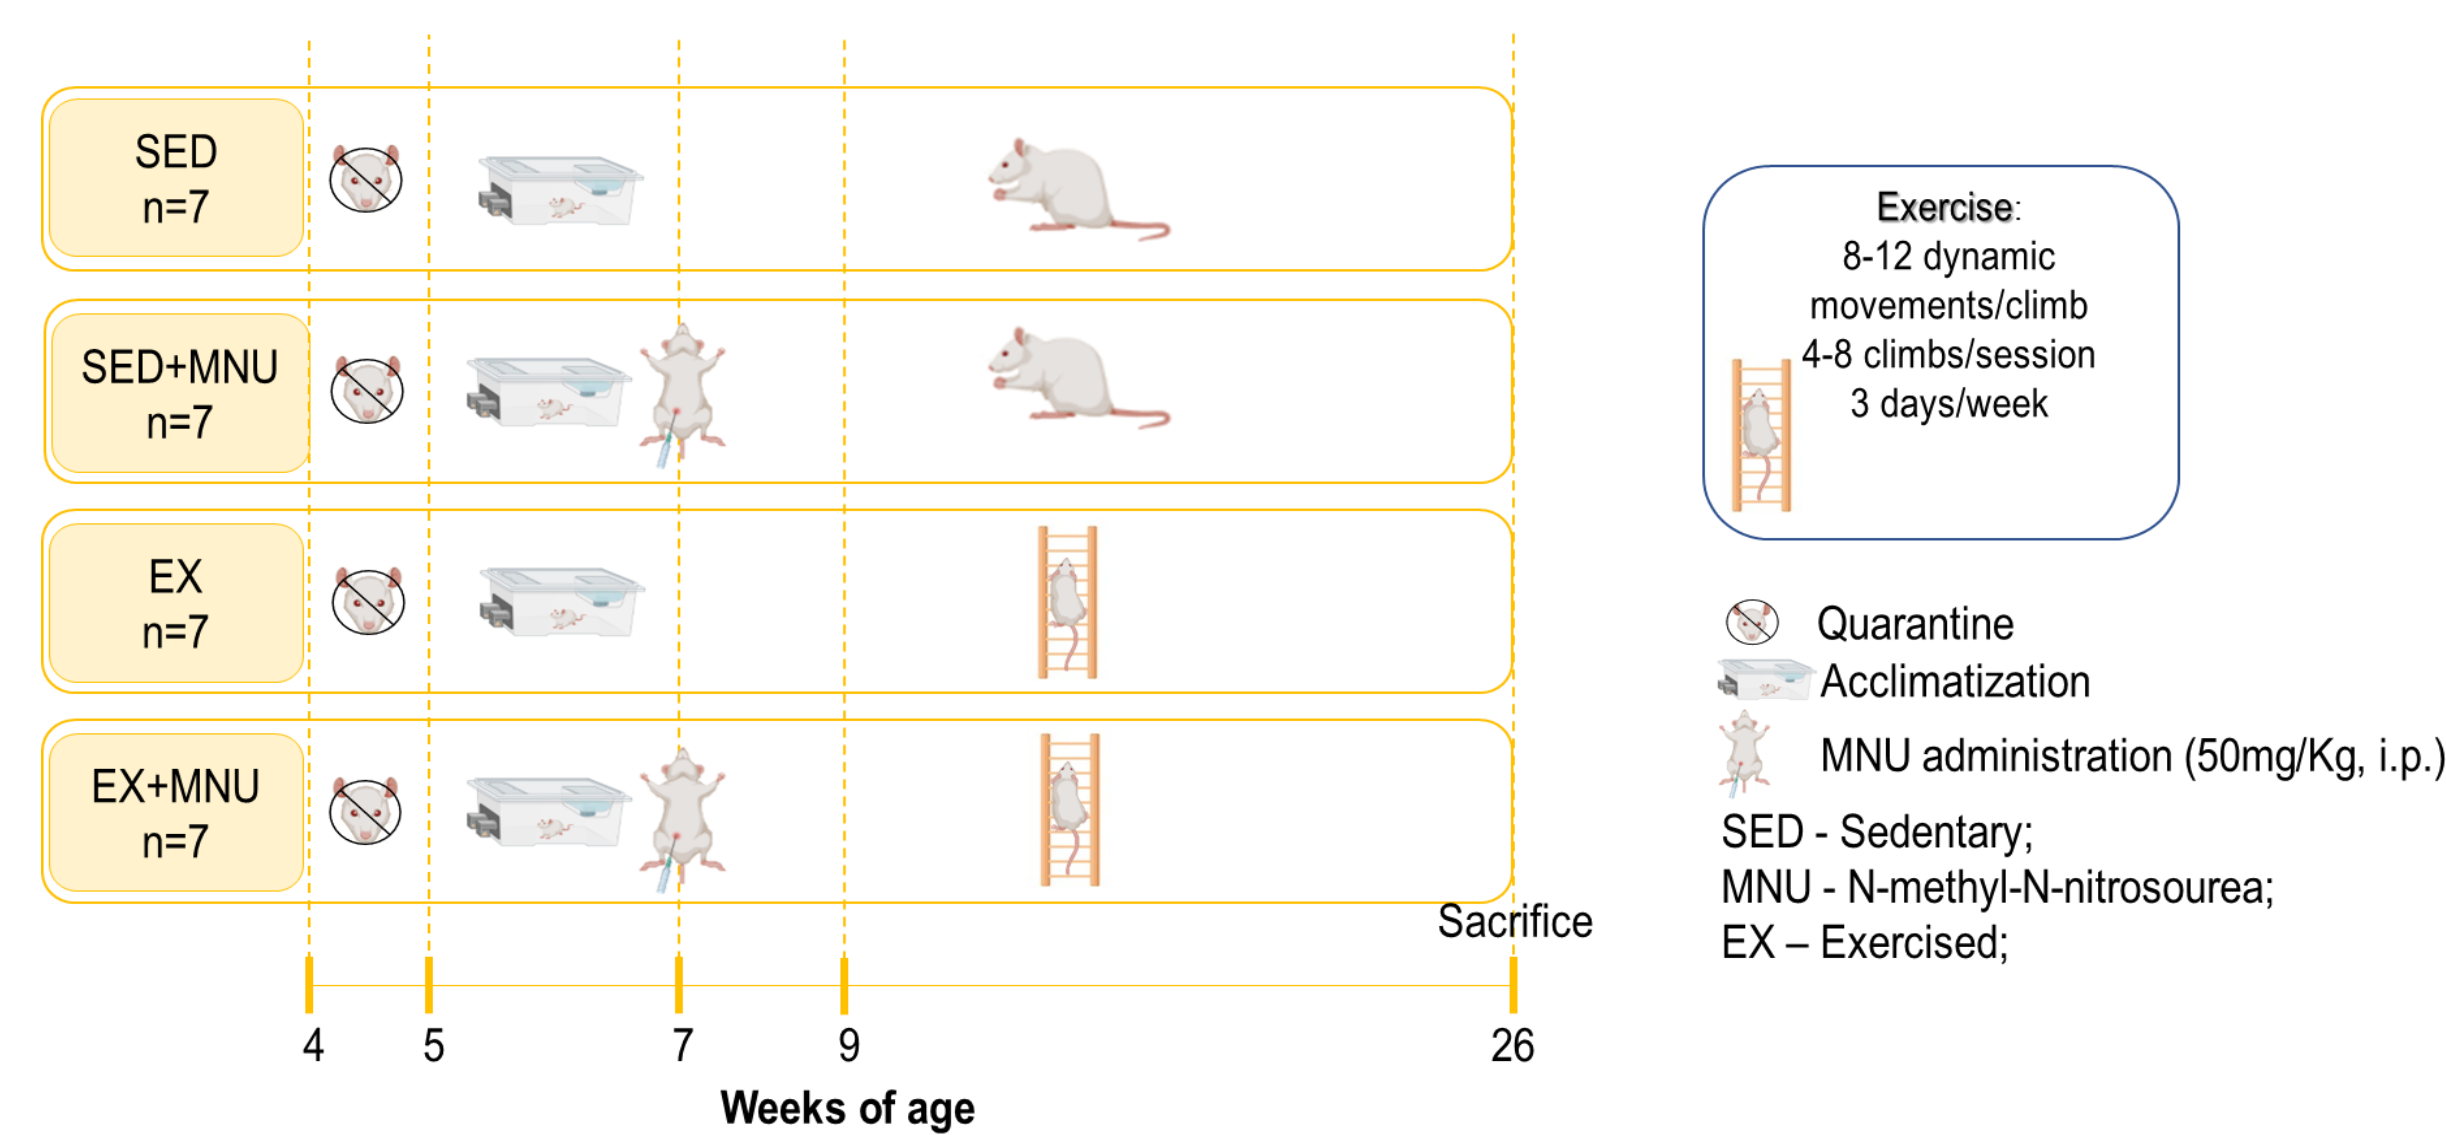 SED
n=7
SED+MNU
n=7
EX
n=7
EX+MNU
n=7
Sacrifice
4
5
7
9
26
Weeks of age
Exercise:
8-12 dynamic
movements/climb
4-8 climbs/session
3 days/week
Quarantine
Acclimatization
MNU administration (50mg/Kg, i.p.)
SED - Sedentary;
MNU - N-methyl-N-nitrosourea;
EX – Exercised;